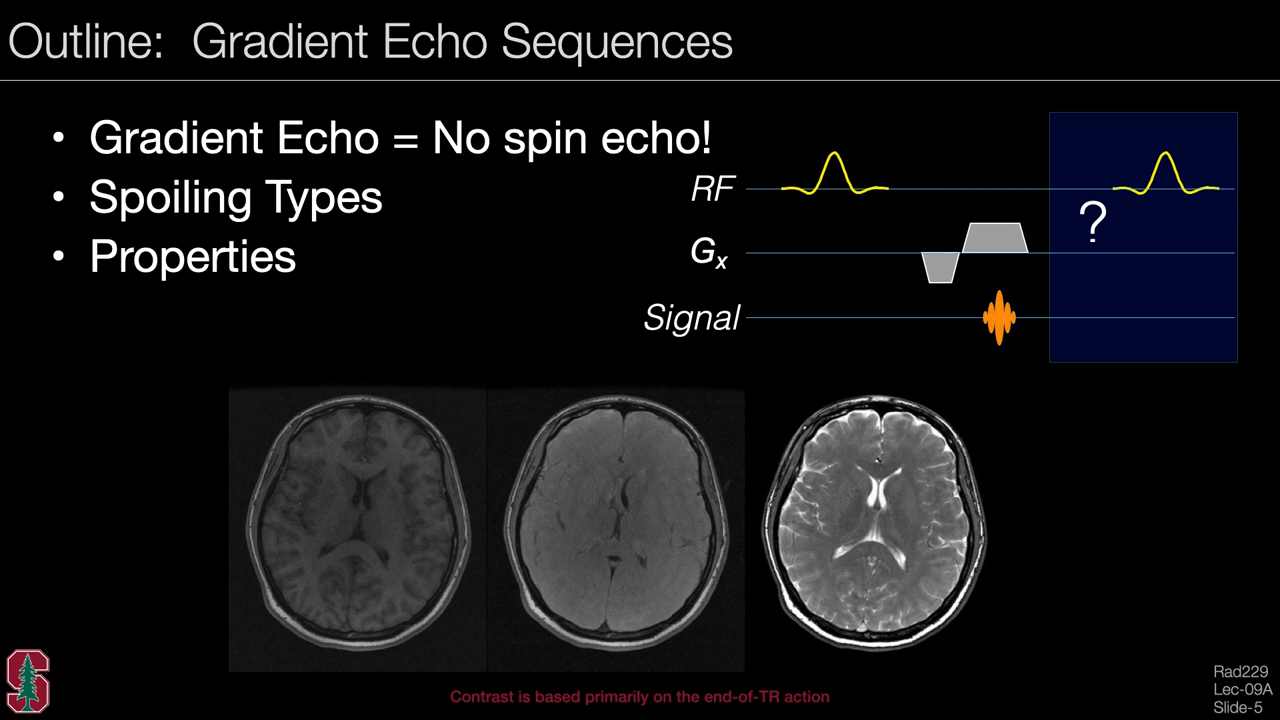 Outline:  Gradient Echo Sequences
• Gradient Echo = No spin echo!
• Spoiling Types
• Properties
RF
?
Gx
Signal
S
Contrast is based primarily on the end-of-TR action
Rad229
Lec-09A
Slide-5